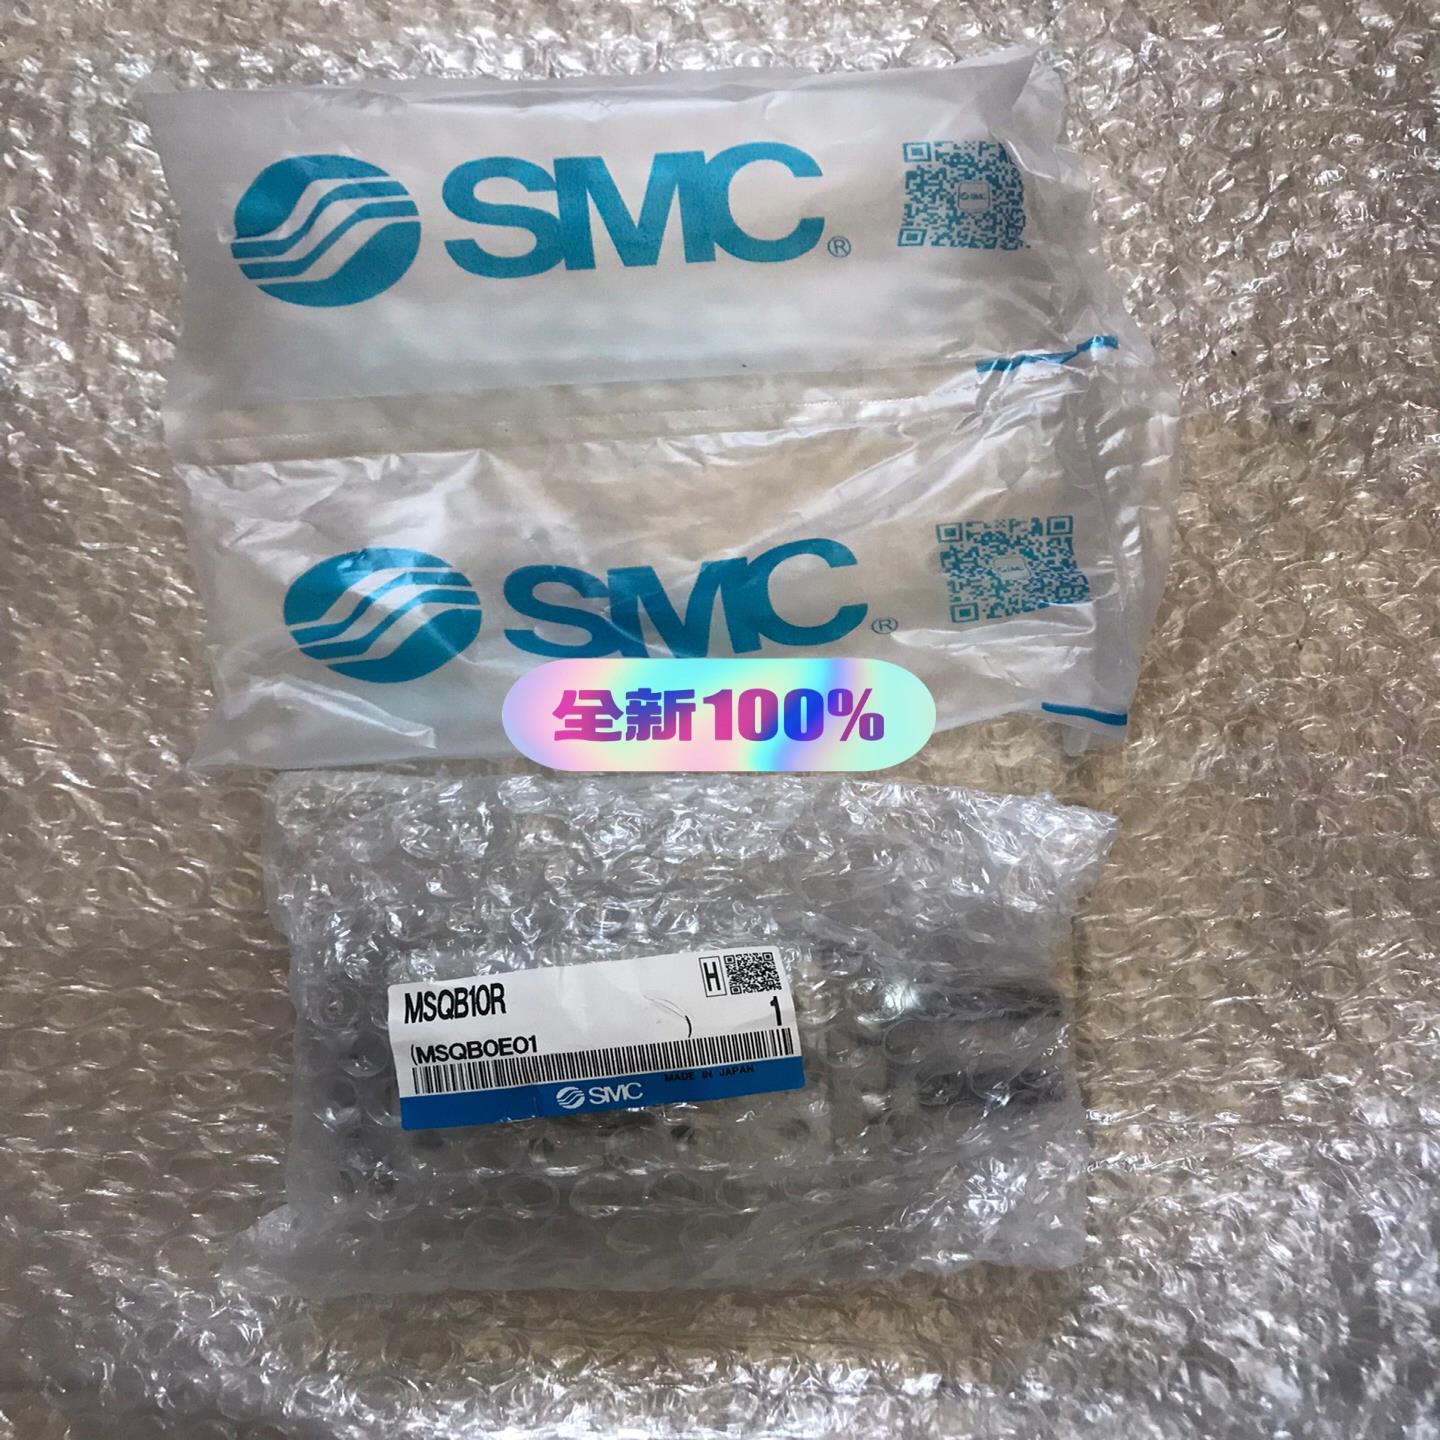 SMC®
SMC®
全新100%
MSQB10R
H
1
(MSQB0E01
)
MADE IN JAPAN
SMC